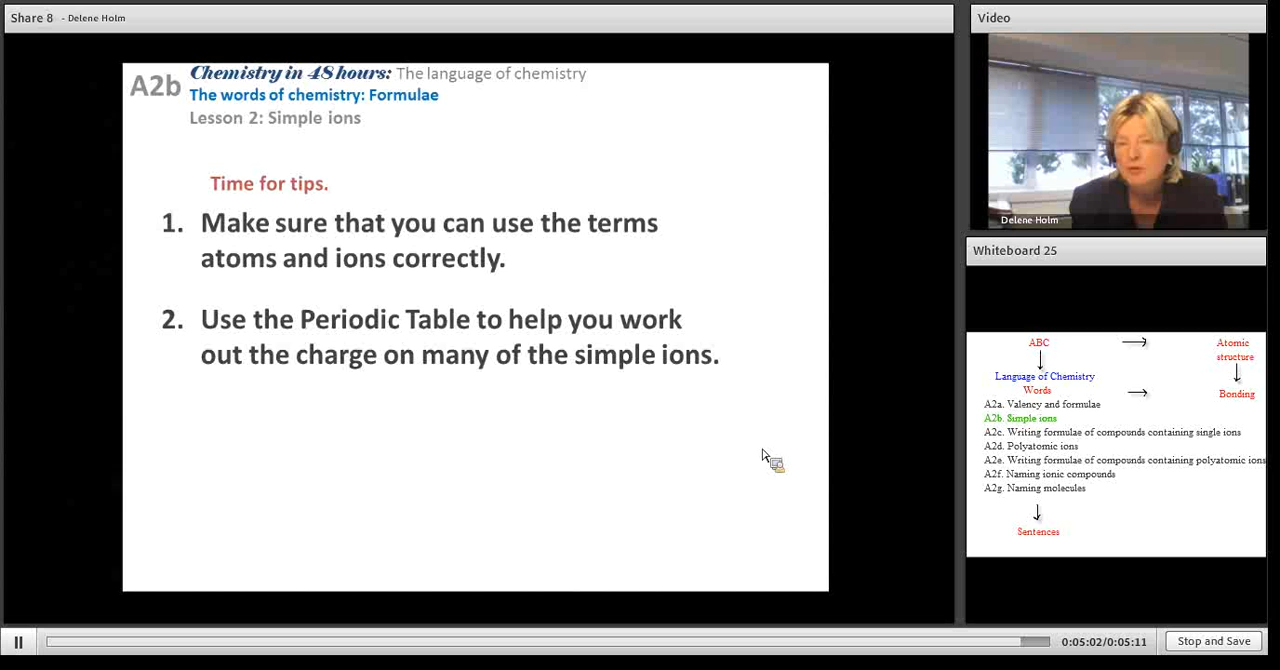 Share 8 - Delene Holm
A2b
Chemistry in 48 hours: The language of chemistry
The words of chemistry: Formulae
Lesson 2: Simple ions
Time for tips.
1. Make sure that you can use the terms
atoms and ions correctly.
2. Use the Periodic Table to help you work
out the charge on many of the simple ions.
Video
Delene Holm
Whiteboard 25
ABC
Atomic
structure
Language of Chemistry
Words
Bonding
A2a. Valency and formulae
A2b. Simple ions
A2c. Writing formulae of compounds containing single ions
A2d. Polyatomic ions
A2e. Writing formulae of compounds containing polyatomic ions
A2f. Naming ionic compounds
A2g. Naming molecules
Sentences
0:05:02/0:05:11
Stop and Save